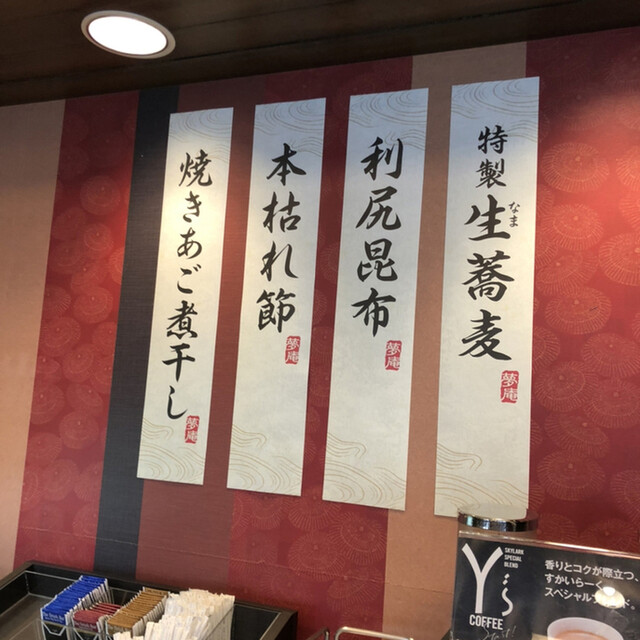 特製 生蕎麦
なま
夢庵
利尻昆布
夢庵
本枯れ節
夢庵
焼きあご煮干し
夢庵
SKYLARK
SPECIAL
BLEND
Y's
COFFEE
香りとコクが際立つ、
すかいらーく
スペシャルブ